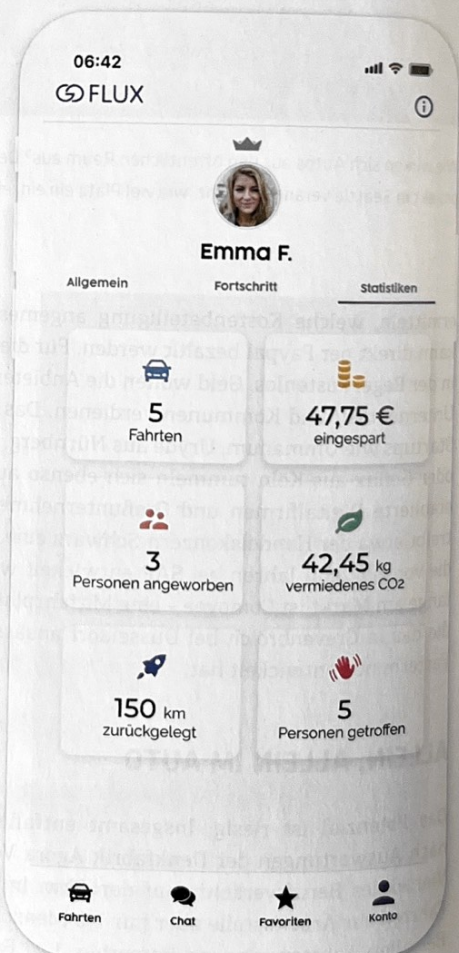 06:42
FLUX
Emma F.
Allgemein Fortschritt Statistiken
5
Fahrten
47,75 €
eingespart
3
Personen angeworben
42,45 kg
vermiedenes CO2
150 km
zurückgelegt
5
Personen getroffen
Fahrten Chat Favoriten Konto